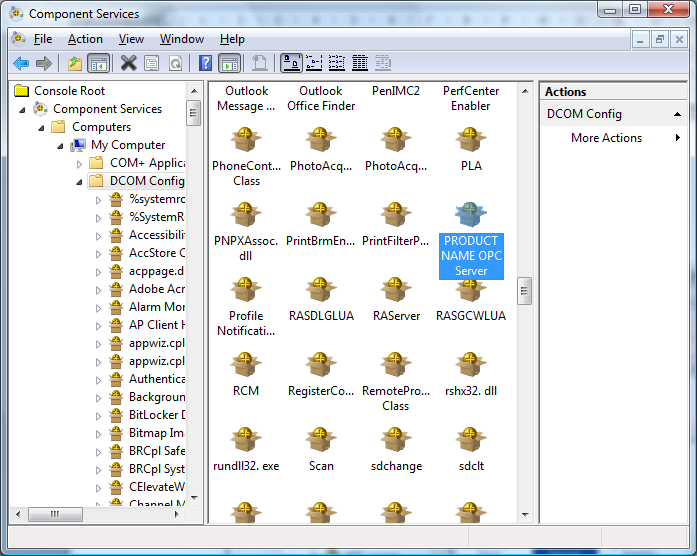 Component Services
File Action View Window Help
Console Root
Component Services
Computers
My Computer
COM+ Applica
DCOM Config
%systemro
%SystemR
Accessibili
AccStore C
acppage.d
Adobe Acr
Alarm Mor
AP Client H
appwiz.cpl
appwiz.cpl
Authentica
Background
BitLocker D
Bitmap Ima
BRCpl Safe
BRCpl Syst
CElevateW
Channel M
Outlook Message ...
Outlook Office Finder
PenIMC2
PerfCenter Enabler
PhoneCont... Class
PhotoAcq...
PhotoAcq...
PLA
PNPXAssoc. dll
PrintBrmEn...
PrintFilterP...
PRODUCT NAME OPC Server
Profile Notificati...
RASDLGLUA
RAServer
RASGCWLUA
RCM
RegisterCo...
RemotePro... Class
rshx32. dll
rundll32. exe
Scan
sdchange
sdclt
Actions
DCOM Config
More Actions